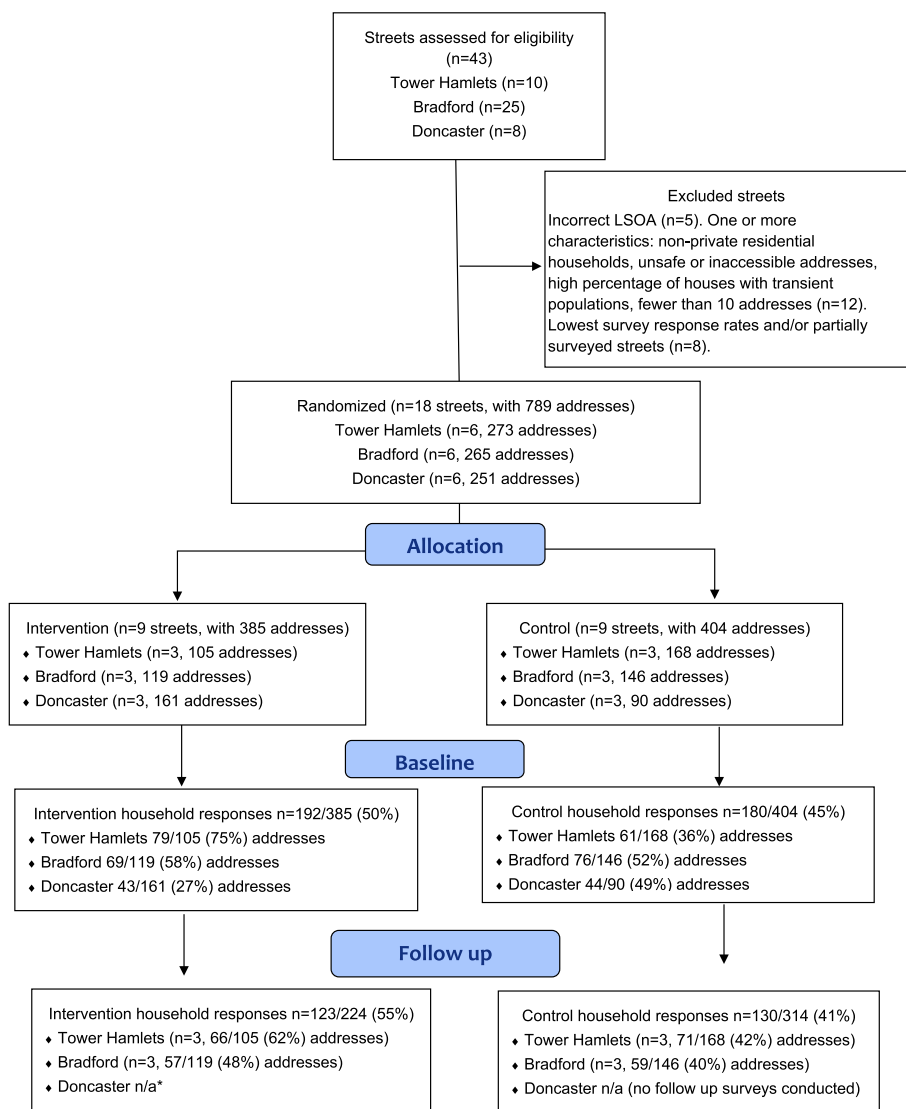 Streets assessed for eligibility
(n=43)
Tower Hamlets (n=10)
Bradford (n=25)
Doncaster (n=8)
Excluded streets
Incorrect LSOA (n=5). One or more
characteristics: non-private residential
households, unsafe or inaccessible addresses,
high percentage of houses with transient
populations, fewer than 10 addresses (n=12).
Lowest survey response rates and/or partially
surveyed streets (n=8).
Randomized (n=18 streets, with 789 addresses)
Tower Hamlets (n=6, 273 addresses)
Bradford (n=6, 265 addresses)
Doncaster (n=6, 251 addresses)
Allocation
Intervention (n=9 streets, with 385 addresses)
♦ Tower Hamlets (n=3, 105 addresses)
♦ Bradford (n=3, 119 addresses)
♦ Doncaster (n=3, 161 addresses)
Control (n=9 streets, with 404 addresses)
♦ Tower Hamlets (n=3, 168 addresses)
♦ Bradford (n=3, 146 addresses)
♦ Doncaster (n=3, 90 addresses)
Baseline
Intervention household responses n=192/385 (50%)
♦ Tower Hamlets 79/105 (75%) addresses
♦ Bradford 69/119 (58%) addresses
♦ Doncaster 43/161 (27%) addresses
Control household responses n=180/404 (45%)
♦ Tower Hamlets 61/168 (36%) addresses
♦ Bradford 76/146 (52%) addresses
♦ Doncaster 44/90 (49%) addresses
Follow up
Intervention household responses n=123/224 (55%)
♦ Tower Hamlets (n=3, 66/105 (62%) addresses)
♦ Bradford (n=3, 57/119 (48%) addresses)
♦ Doncaster n/a*
Control household responses n=130/314 (41%)
♦ Tower Hamlets (n=3, 71/168 (42%) addresses)
♦ Bradford (n=3, 59/146 (40%) addresses)
♦ Doncaster n/a (no follow up surveys conducted)